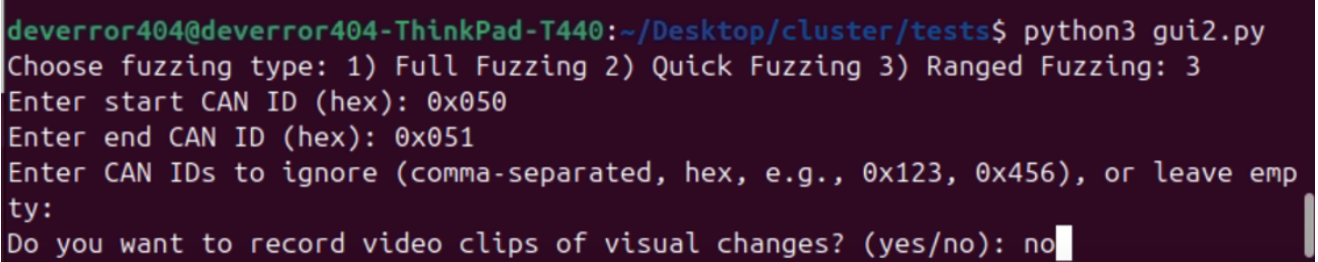 deverror404@deverror404-ThinkPad-T440:~/Desktop/cluster/tests$ python3 gui2.py
Choose fuzzing type: 1) Full Fuzzing 2) Quick Fuzzing 3) Ranged Fuzzing: 3
Enter start CAN ID (hex): 0x050
Enter end CAN ID (hex): 0x051
Enter CAN IDs to ignore (comma-separated, hex, e.g., 0x123, 0x456), or leave emp
ty:
Do you want to record video clips of visual changes? (yes/no): no